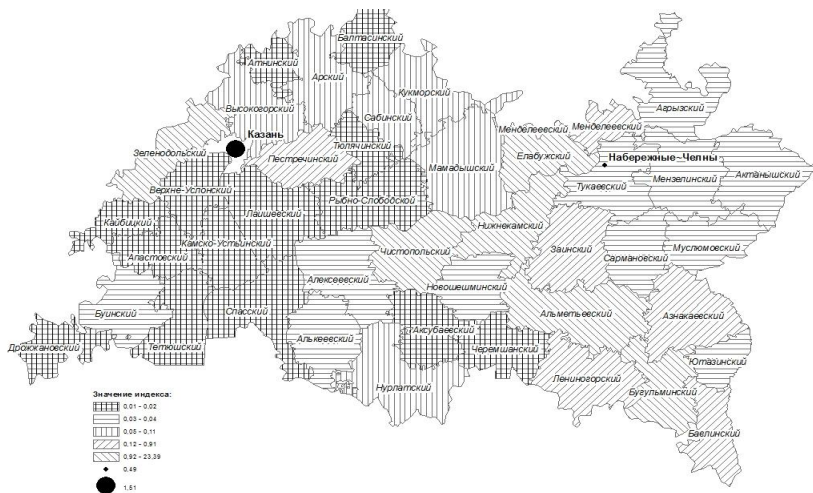 Балтасинский
Атнинский
Арский
Кукморский
Высокогорский
Сабинский
Агрызский
Казань
Менделеевский
Менделеевский
Зеленодольский
Тюлячинский
Пестречинский
Елабужский
Набережные-Челны
Мамадышский
Мензелинский
Актанышский
Тукаевский
Верхне-Услонский
Рыбно-Слободской
Лаишевский
Кайбицкий
Нижнекамский
Камско-Устьинский
Чистопольский
Заинский
Муслюмовский
Апастовский
Сармановский
Алексеевский
Новошешминский
Буинский
Спасский
Альметьевский
Азнакаевский
Аксубаевский
Алькеевский
Дрожжановский
Тетюшский
Черемшанский
Ютазинский
Лениногорский
Нурлатский
Бугульминский
Бавлинский
Значение индекса:
0,01 - 0,02
0,03 - 0,04
0,05 - 0,11
0,12 - 0,91
0,92 - 23,39
0,49
1,51